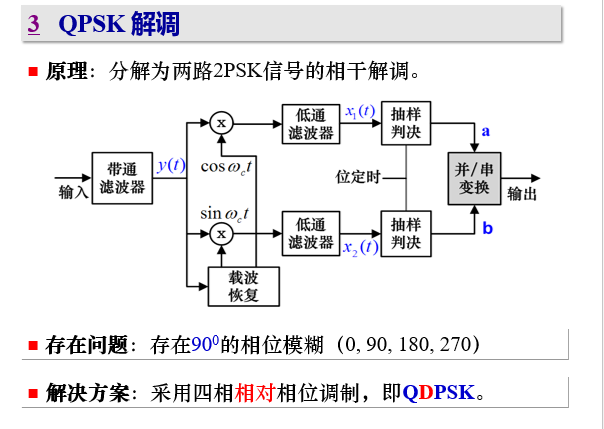 3 QPSK 解调
■ 原理：分解为两路2PSK信号的相干解调。
输入
带通
滤波器
y(t)
x
cosω_ct
低通
滤波器
x₁(t)
抽样
判决
a
位定时
并/串
变换
输出
sinω_ct
x
低通
滤波器
x₂(t)
抽样
判决
b
载波
恢复
■ 存在问题：存在90⁰的相位模糊（0, 90, 180, 270）
■ 解决方案：采用四相相对相位调制，即QDPSK。